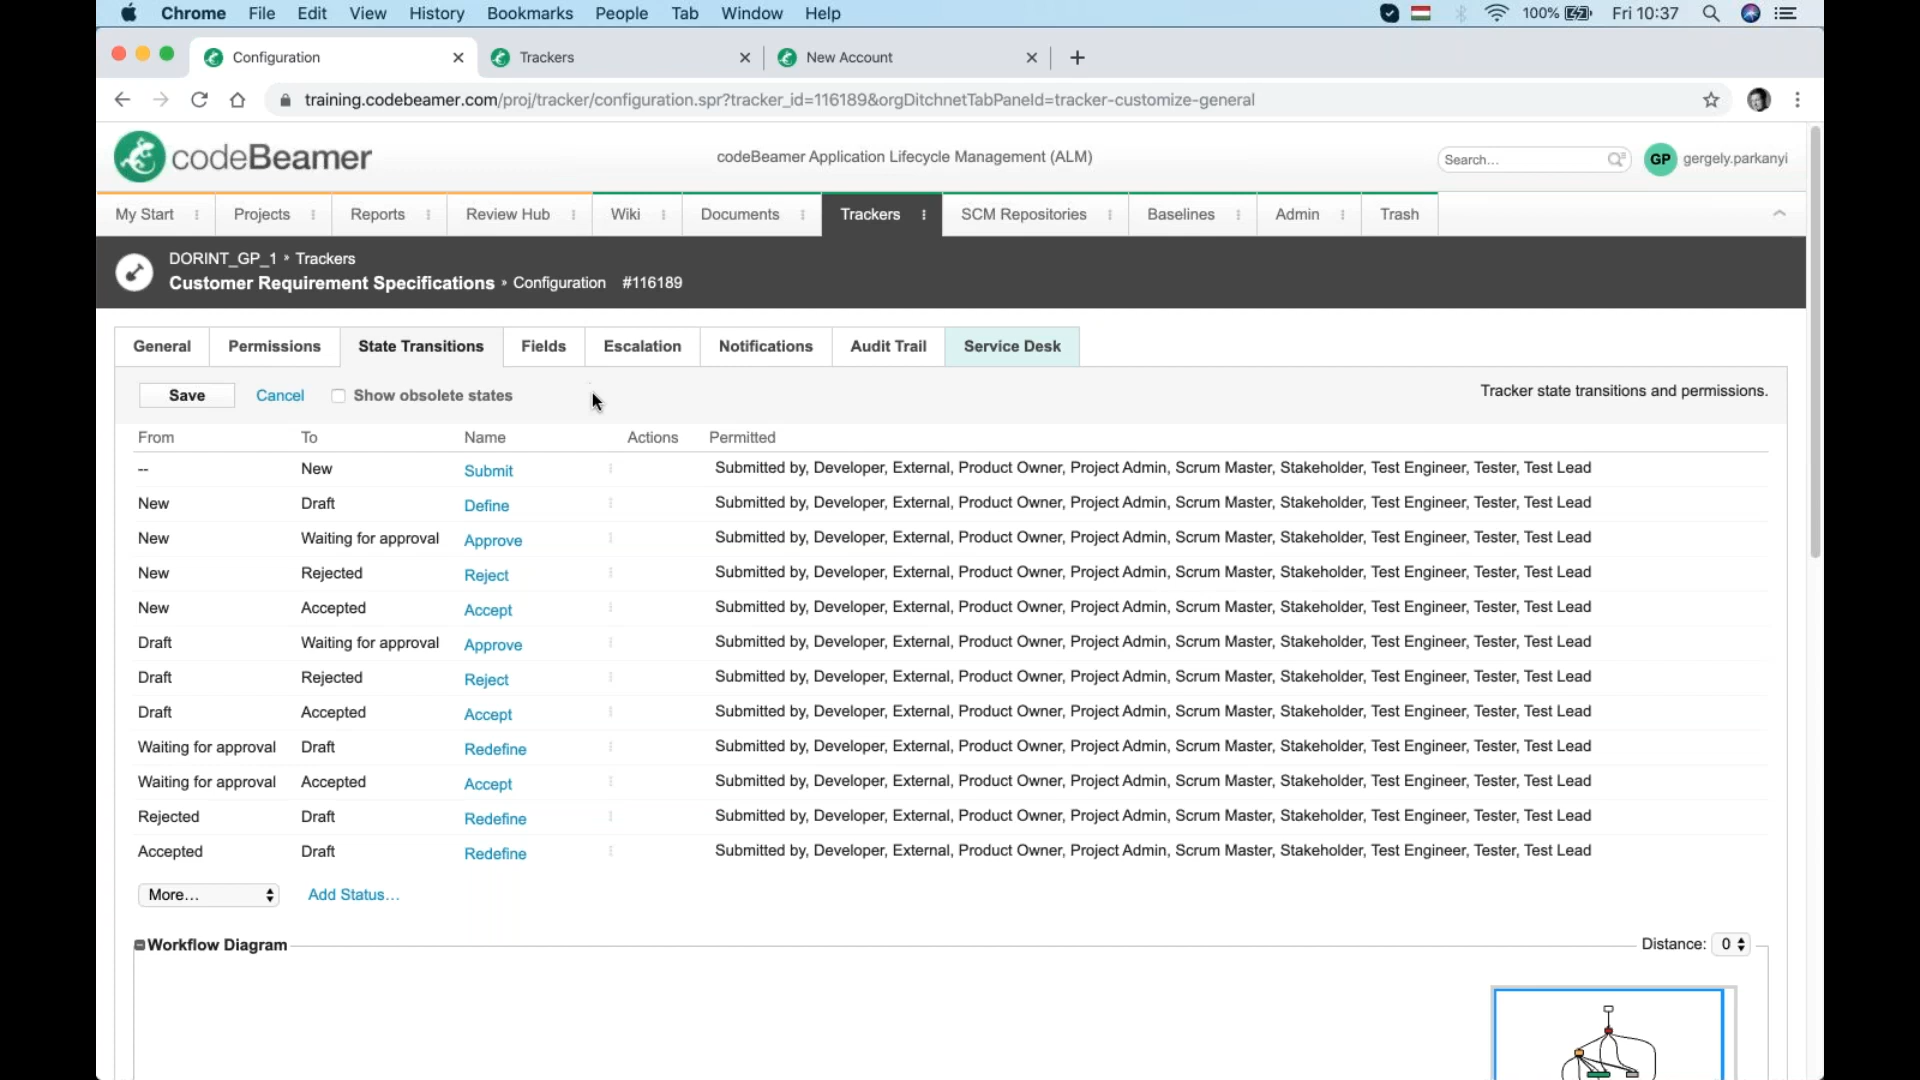 Chrome File Edit View History Bookmarks People Tab Window Help 100% Fri 10:37
Configuration Trackers New Account
training.codebeamer.com/proj/tracker/configuration.spr?tracker_id=116189&orgDitchnetTabPaneId=tracker-customize-general
codeBeamer codeBeamer Application Lifecycle Management (ALM) Search... GP gergely.parkanyi
My Start Projects Reports Review Hub Wiki Documents Trackers SCM Repositories Baselines Admin Trash
DORINT_GP_1 » Trackers
Customer Requirement Specifications » Configuration #116189
General Permissions State Transitions Fields Escalation Notifications Audit Trail Service Desk
Save Cancel Show obsolete states Tracker state transitions and permissions.
From To Name Actions Permitted
-- New Submit Submitted by, Developer, External, Product Owner, Project Admin, Scrum Master, Stakeholder, Test Engineer, Tester, Test Lead
New Draft Define Submitted by, Developer, External, Product Owner, Project Admin, Scrum Master, Stakeholder, Test Engineer, Tester, Test Lead
New Waiting for approval Approve Submitted by, Developer, External, Product Owner, Project Admin, Scrum Master, Stakeholder, Test Engineer, Tester, Test Lead
New Rejected Reject Submitted by, Developer, External, Product Owner, Project Admin, Scrum Master, Stakeholder, Test Engineer, Tester, Test Lead
New Accepted Accept Submitted by, Developer, External, Product Owner, Project Admin, Scrum Master, Stakeholder, Test Engineer, Tester, Test Lead
Draft Waiting for approval Approve Submitted by, Developer, External, Product Owner, Project Admin, Scrum Master, Stakeholder, Test Engineer, Tester, Test Lead
Draft Rejected Reject Submitted by, Developer, External, Product Owner, Project Admin, Scrum Master, Stakeholder, Test Engineer, Tester, Test Lead
Draft Accepted Accept Submitted by, Developer, External, Product Owner, Project Admin, Scrum Master, Stakeholder, Test Engineer, Tester, Test Lead
Waiting for approval Draft Redefine Submitted by, Developer, External, Product Owner, Project Admin, Scrum Master, Stakeholder, Test Engineer, Tester, Test Lead
Waiting for approval Accepted Accept Submitted by, Developer, External, Product Owner, Project Admin, Scrum Master, Stakeholder, Test Engineer, Tester, Test Lead
Rejected Draft Redefine Submitted by, Developer, External, Product Owner, Project Admin, Scrum Master, Stakeholder, Test Engineer, Tester, Test Lead
Accepted Draft Redefine Submitted by, Developer, External, Product Owner, Project Admin, Scrum Master, Stakeholder, Test Engineer, Tester, Test Lead
More... Add Status...
Workflow Diagram Distance: 0